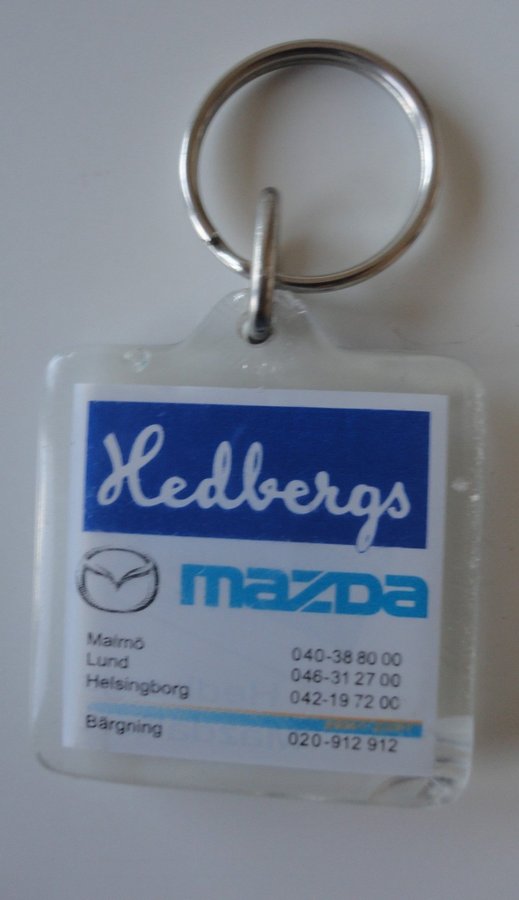 Hedbergs
mazda
Malmö 040-38 80 00
Lund 046-31 27 00
Helsingborg 042-19 72 00
Bärgning 020-912 912